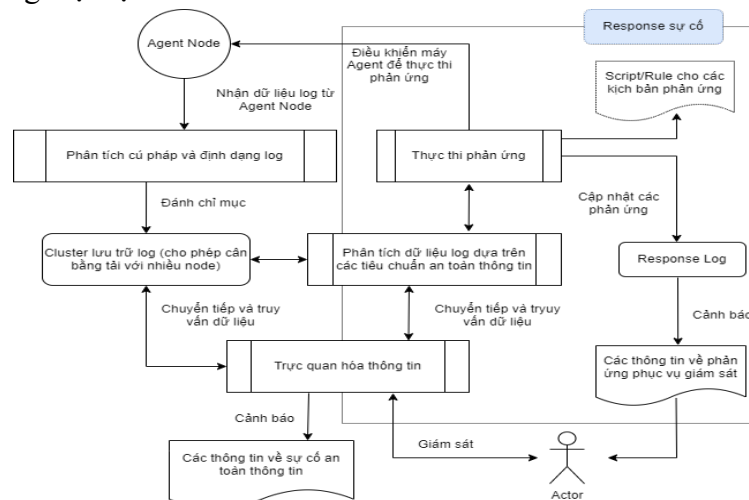 Response sự cố
Agent Node
Điều khiển máy
Agent để thực thi
phản ứng
Script/Rule cho các
kịch bản phản ứng
Nhận dữ liệu log từ
Agent Node
Phân tích cú pháp và định dạng log
Thực thi phản ứng
Đánh chỉ mục
Cập nhật các
phản ứng
Cluster lưu trữ log (cho phép cân
bằng tải với nhiều node)
Phân tích dữ liệu log dựa trên
các tiêu chuẩn an toàn thông tin
Response Log
Chuyển tiếp và truy
vấn dữ liệu
Chuyển tiếp và tryuy
vấn dữ liệu
Cảnh báo
Trực quan hóa thông tin
Các thông tin về phản
ứng phục vụ giám sát
Cảnh báo
Giám sát
Các thông tin về sự cố an
toàn thông tin
Actor